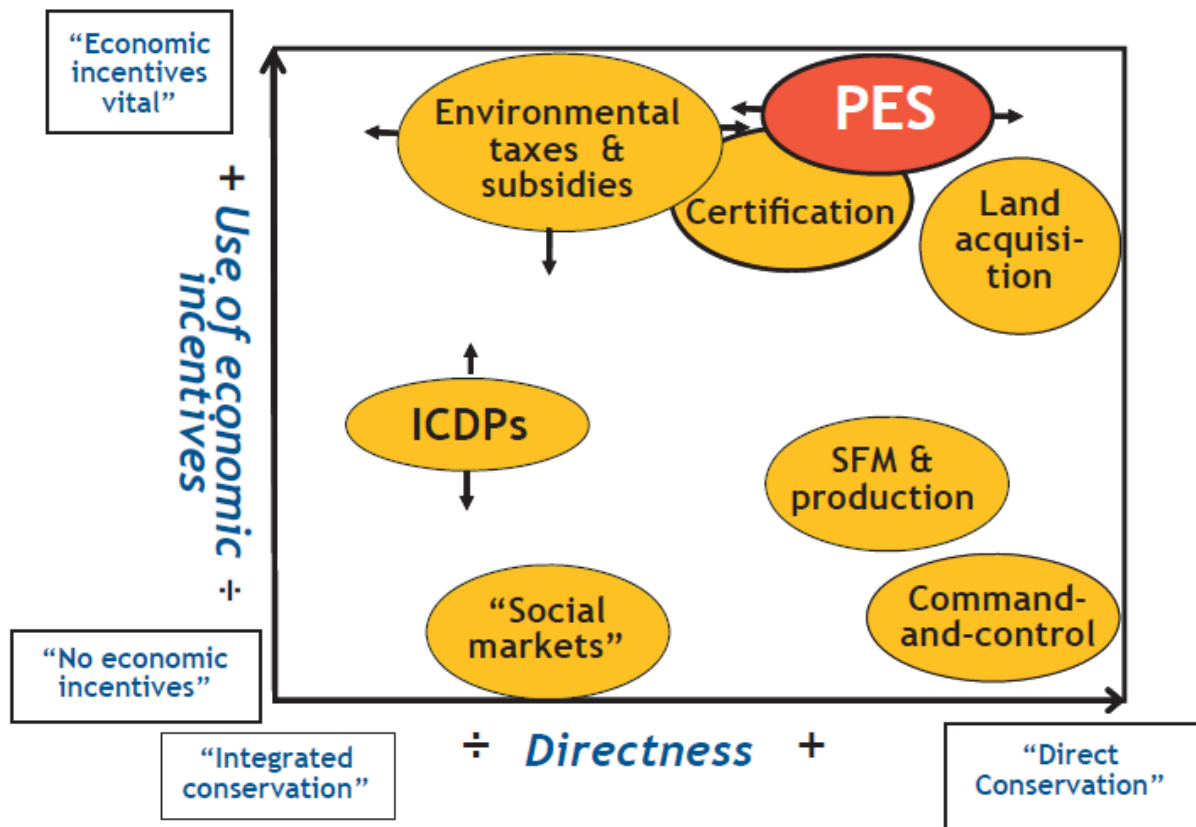 “Economic
incentives
vital”
+ Use of economic ÷
incentives
Environmental
taxes &
subsidies
PES
Certification
Land
acquisi-
tion
ICDPs
SFM &
production
“Social
markets”
Command-
and-control
“No economic
incentives”
“Integrated
conservation”
÷ Directness +
“Direct
Conservation”